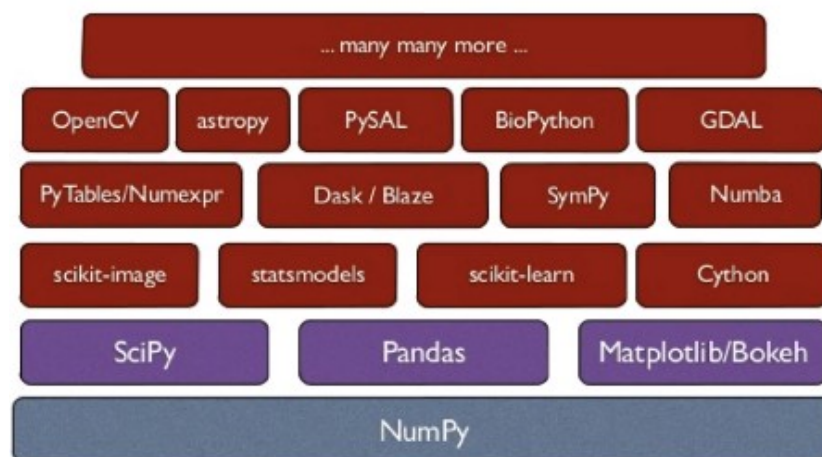 ... many many more ...
OpenCV astropy PySAL BioPython GDAL
PyTables/Numexpr Dask / Blaze SymPy Numba
scikit-image statsmodels scikit-learn Cython
SciPy Pandas Matplotlib/Bokeh
NumPy